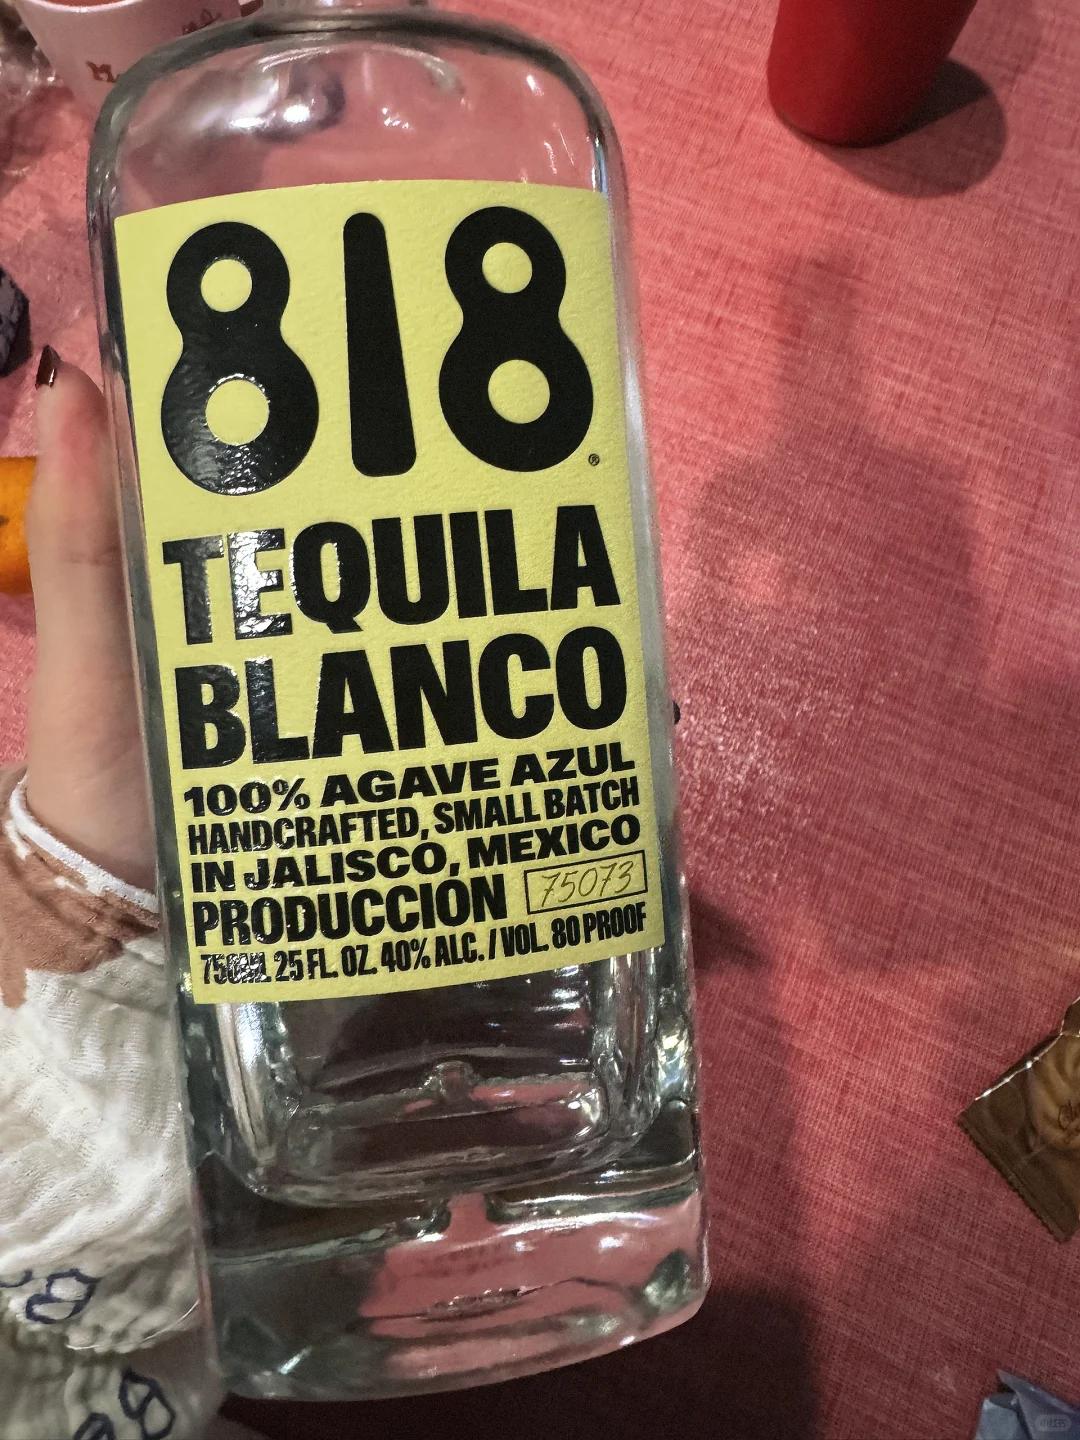 818®
TEQUILA
BLANCO
100% AGAVE AZUL
HANDCRAFTED, SMALL BATCH
IN JALISCO, MEXICO
PRODUCCIÓN 75073
750ML 25 FL. OZ. 40% ALC. / VOL. 80 PROOF